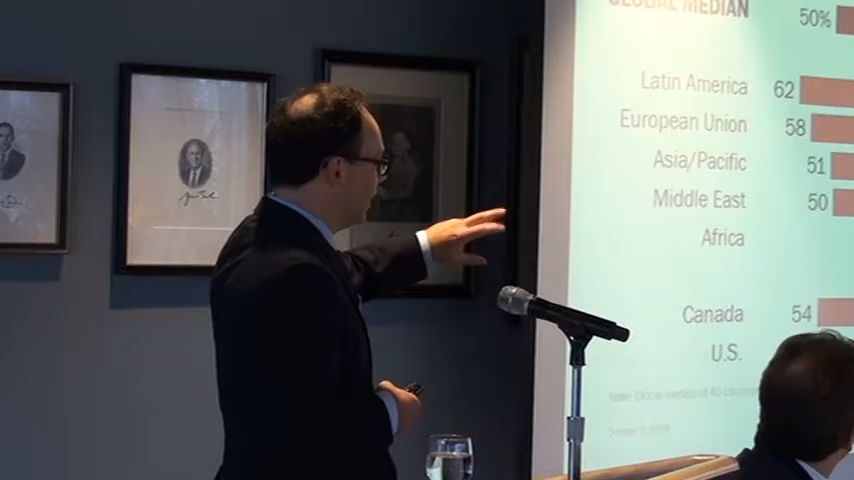 GLOBAL MEDIAN 50%
Latin America 62
European Union 58
Asia/Pacific 51
Middle East 50
Africa
Canada 54
U.S.